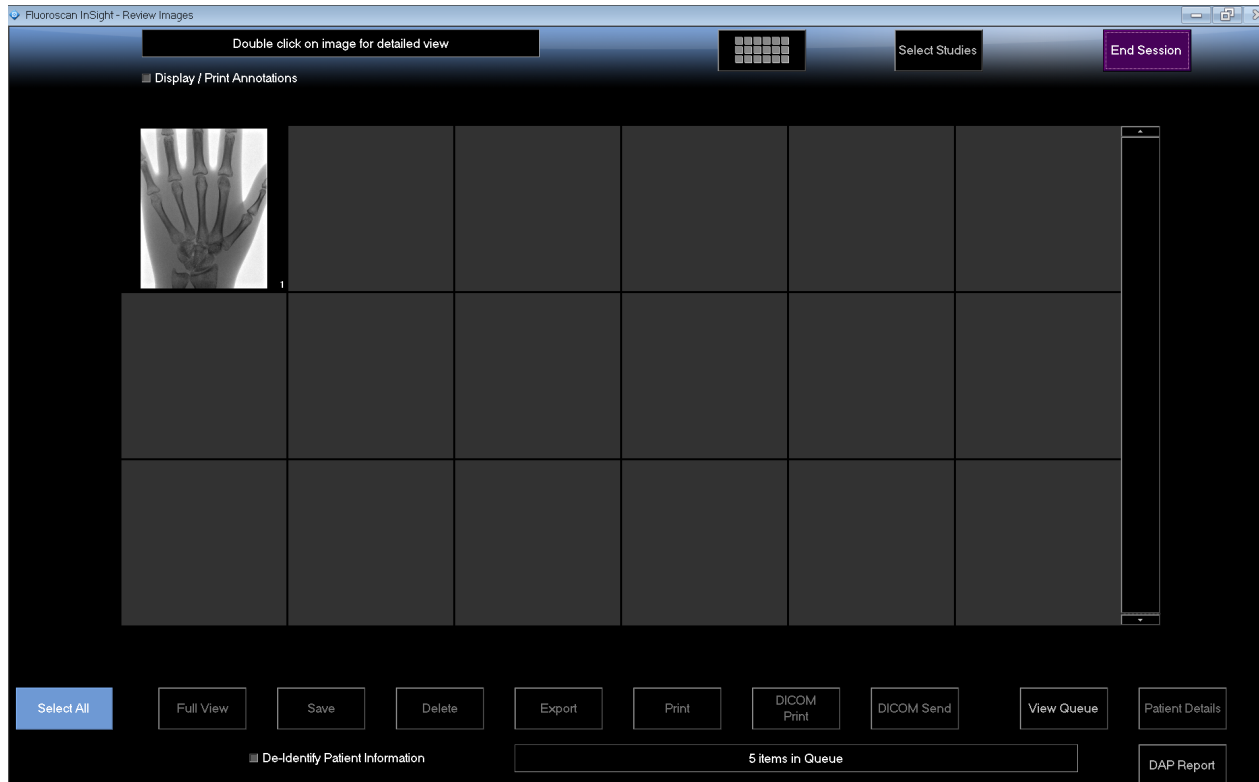 Fluoroscan InSight - Review Images
Double click on image for detailed view
Select Studies
End Session
Display / Print Annotations
1
Select All
Full View
Save
Delete
Export
Print
DICOM
Print
DICOM Send
View Queue
Patient Details
De-Identify Patient Information
5 items in Queue
DAP Report